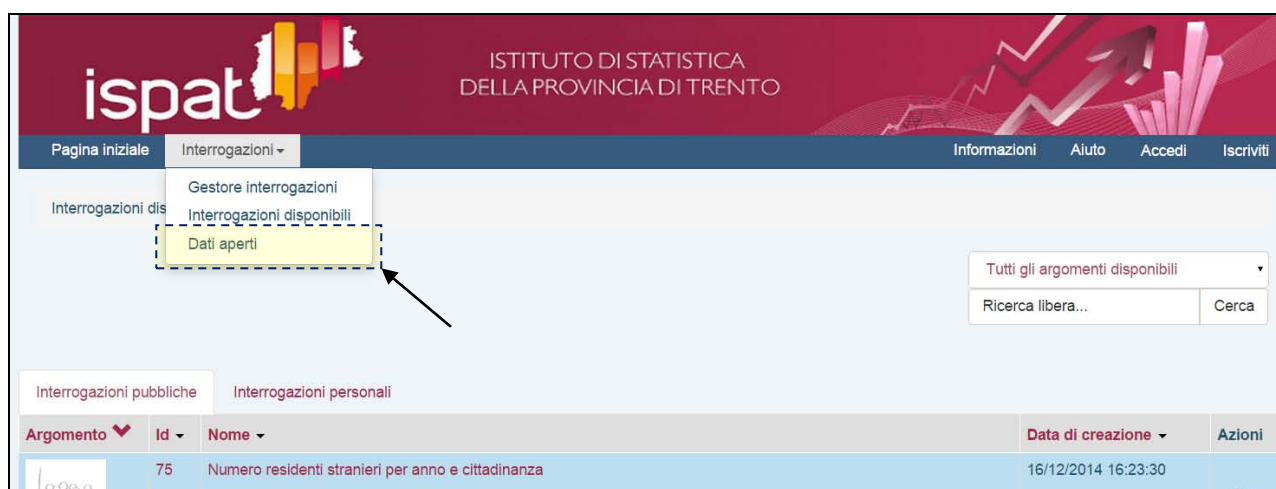 ispat
ISTITUTO DI STATISTICA
DELLA PROVINCIA DI TRENTO
Pagina iniziale Interrogazioni Informazioni Aiuto Accedi Iscriviti
Gestore interrogazioni
Interrogazioni dis
Interrogazioni disponibili
Dati aperti
Tutti gli argomenti disponibili
Ricerca libera... Cerca
Interrogazioni pubbliche Interrogazioni personali
Argomento Id Nome Data di creazione Azioni
75 Numero residenti stranieri per anno e cittadinanza 16/12/2014 16:23:30